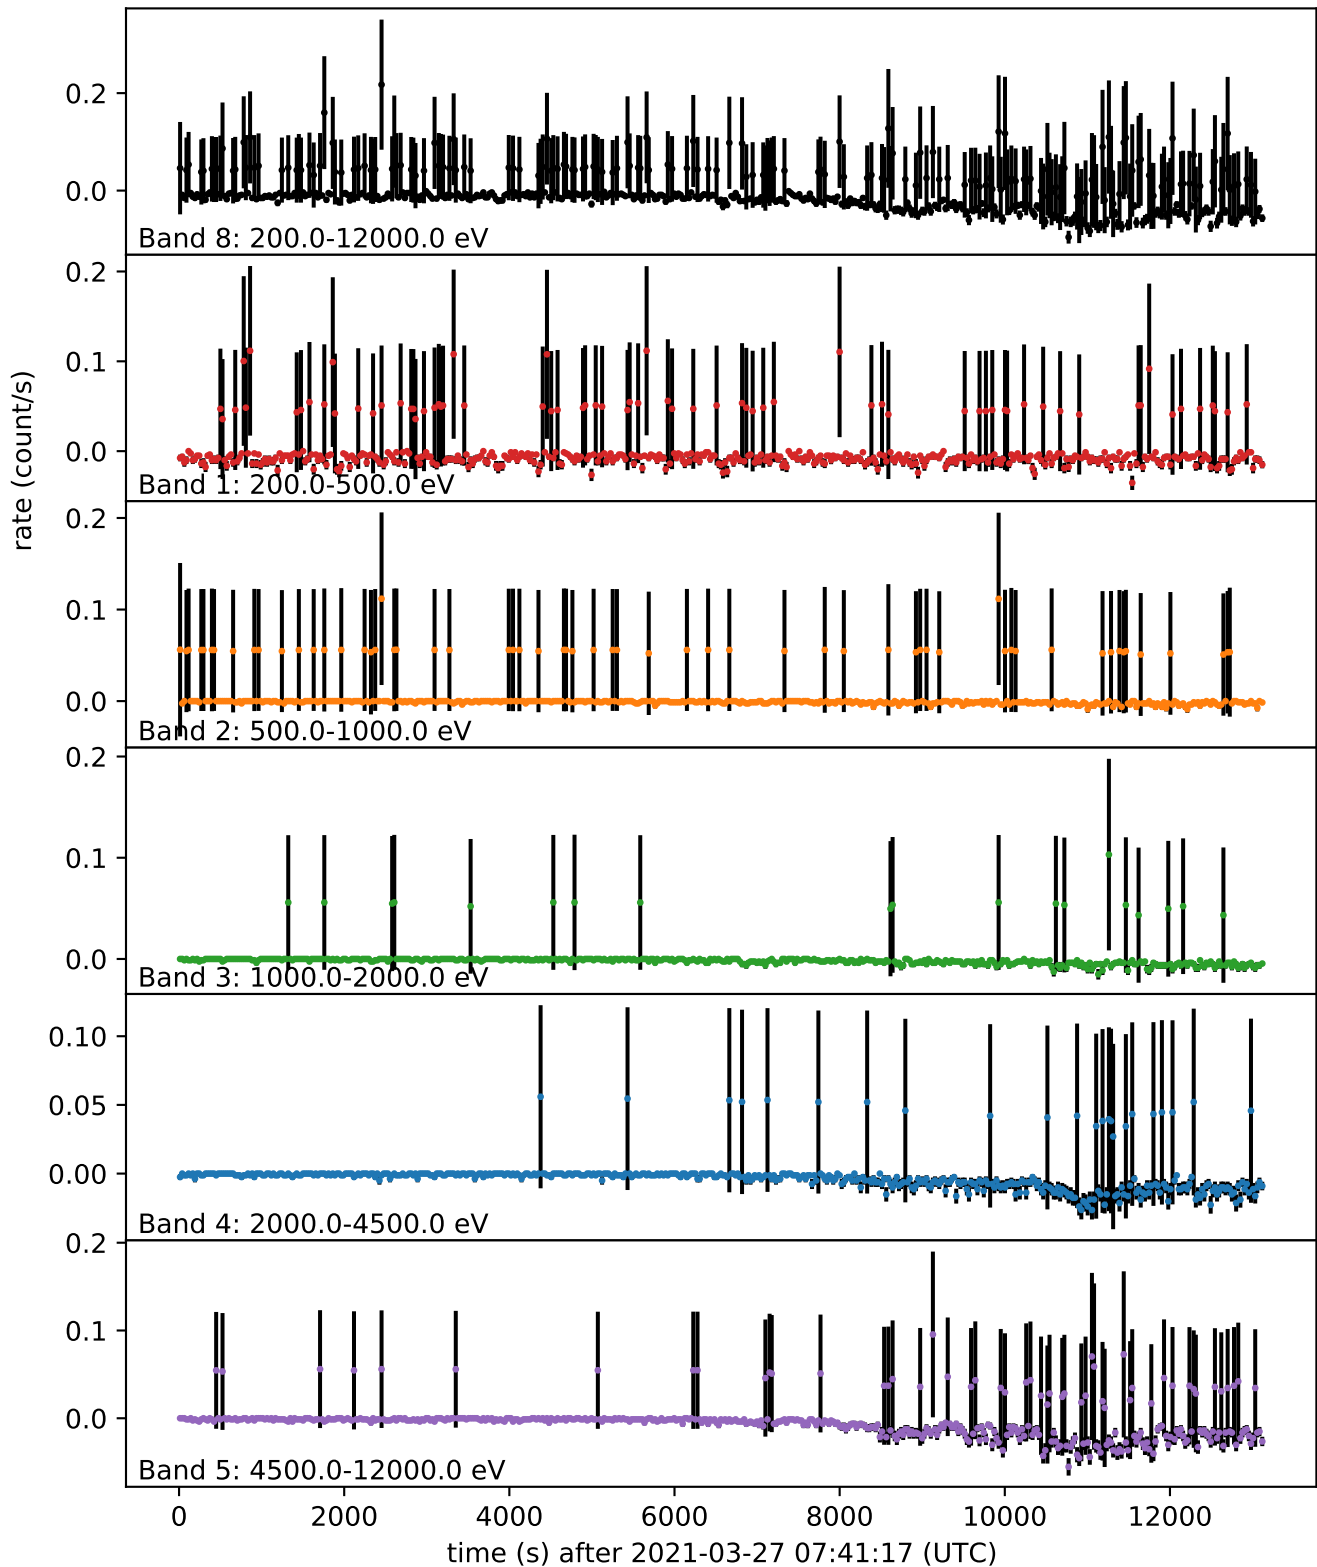 rate (count/s)
0.2
0.0
Band 8: 200.0-12000.0 eV
0.2
0.1
0.0
Band 1: 200.0-500.0 eV
0.2
0.1
0.0
Band 2: 500.0-1000.0 eV
0.2
0.1
0.0
Band 3: 1000.0-2000.0 eV
0.10
0.05
0.00
Band 4: 2000.0-4500.0 eV
0.2
0.1
0.0
Band 5: 4500.0-12000.0 eV
0 2000 4000 6000 8000 10000 12000
time (s) after 2021-03-27 07:41:17 (UTC)